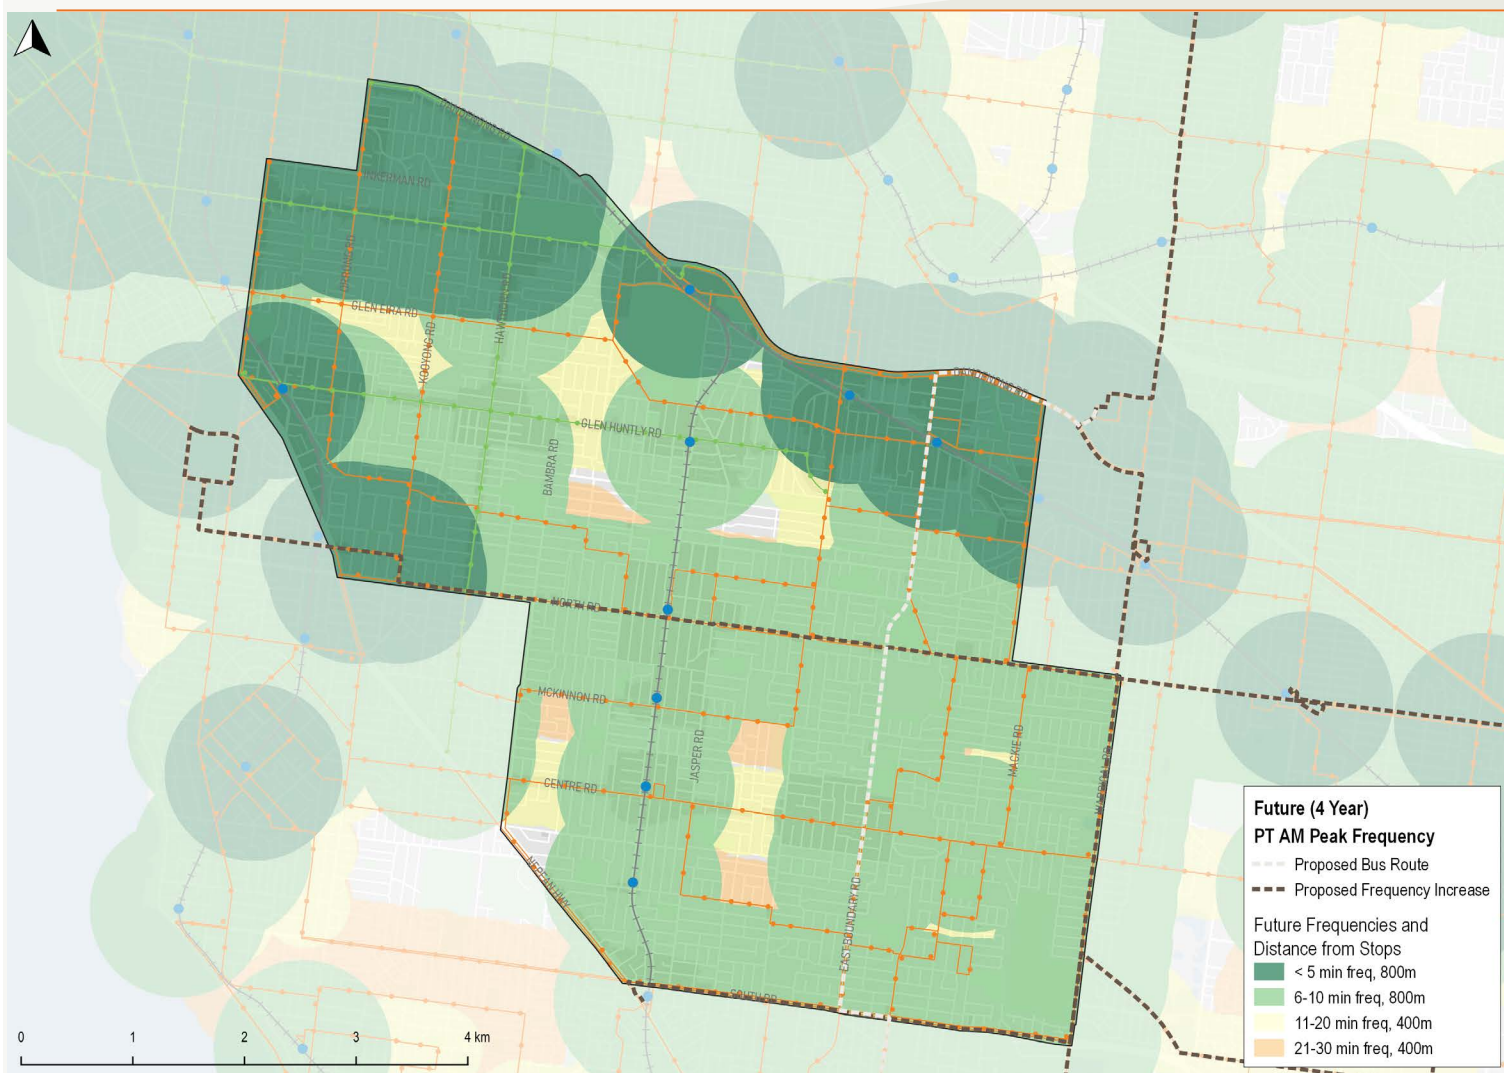 INKERMAN RD
GLEN EIRA RD
KOOYONG RD
GLEN HUNTLY RD
BAMBRA RD
NORTH RD
MCKINNON RD
JASPER RD
MACKIE RD
CENTRE RD
NEPEAN HWY
EAST BOUNDARY RD
SOUTH RD
Future (4 Year)
PT AM Peak Frequency
Proposed Bus Route
Proposed Frequency Increase
Future Frequencies and
Distance from Stops
< 5 min freq, 800m
6-10 min freq, 800m
11-20 min freq, 400m
21-30 min freq, 400m
0 1 2 3 4 km